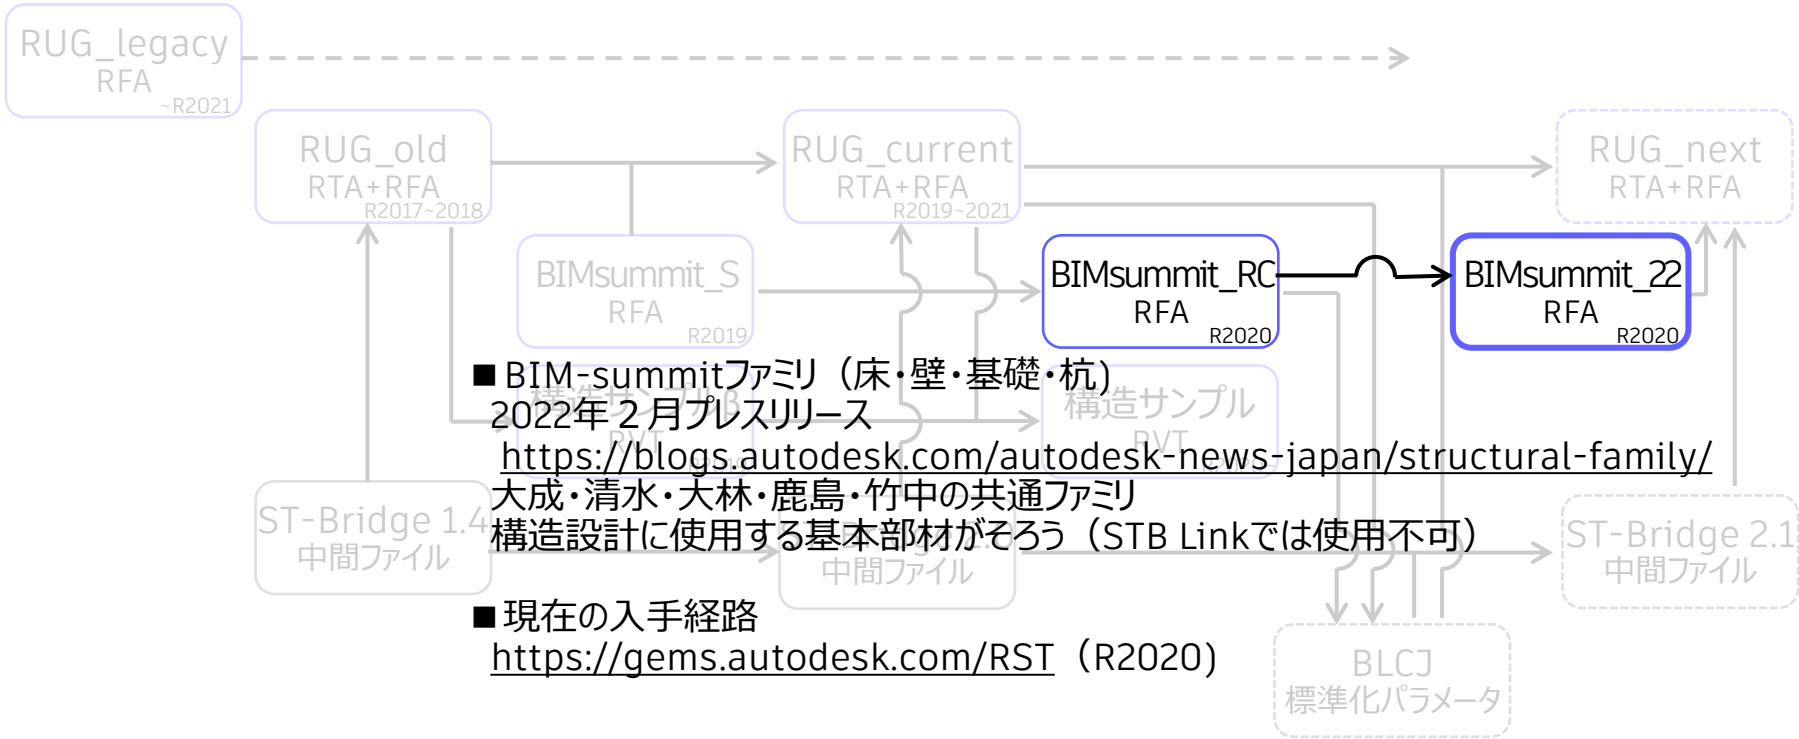 RUG_legacy
RFA
~R2021
RUG_old
RTA+RFA
R2017~2018
RUG_current
RTA+RFA
R2019~2021
RUG_next
RTA+RFA
BIMsummit_S
RFA
R2019
BIMsummit_RC
RFA
R2020
BIMsummit_22
RFA
R2020
■BIM-summitファミリ（床・壁・基礎・杭)
2022年２月プレスリリース
https://blogs.autodesk.com/autodesk-news-japan/structural-family/
大成・清水・大林・鹿島・竹中の共通ファミリ
構造設計に使用する基本部材がそろう（STB Linkでは使用不可）
構造サンプルβ
RVT
構造サンプル
RVT
ST-Bridge 1.4
中間ファイル
中間ファイル
ST-Bridge 2.1
中間ファイル
■現在の入手経路
https://gems.autodesk.com/RST（R2020)
BLCJ
標準化パラメータ